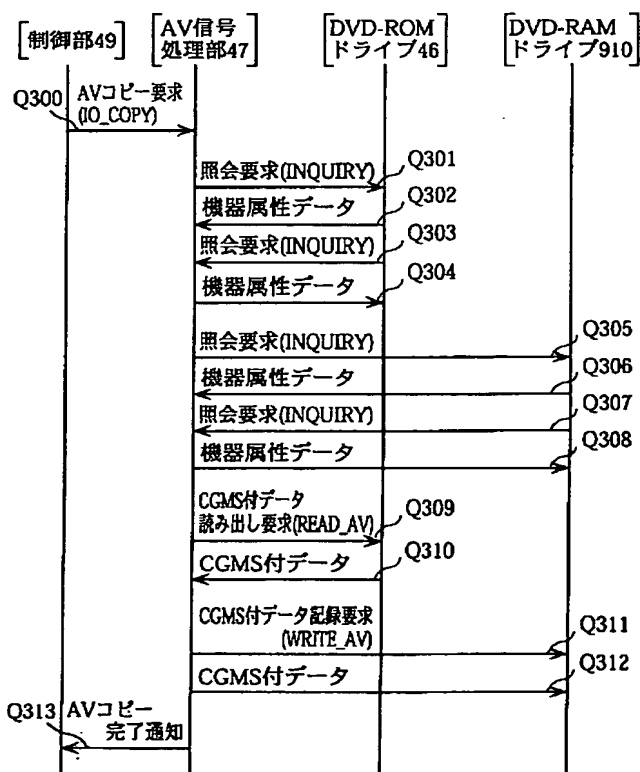 制御部49
AV信号
処理部47
DVD-ROM
ドライブ46
DVD-RAM
ドライブ910
Q300
AVコピー要求
(IO_COPY)
照会要求(INQUIRY)
Q301
機器属性データ
Q302
照会要求(INQUIRY)
Q303
機器属性データ
Q304
照会要求(INQUIRY)
Q305
機器属性データ
Q306
照会要求(INQUIRY)
Q307
機器属性データ
Q308
CGMS付データ
読み出し要求(READ_AV)
Q309
CGMS付データ
Q310
CGMS付データ記録要求
(WRITE_AV)
Q311
CGMS付データ
Q312
Q313
AVコピー
完了通知